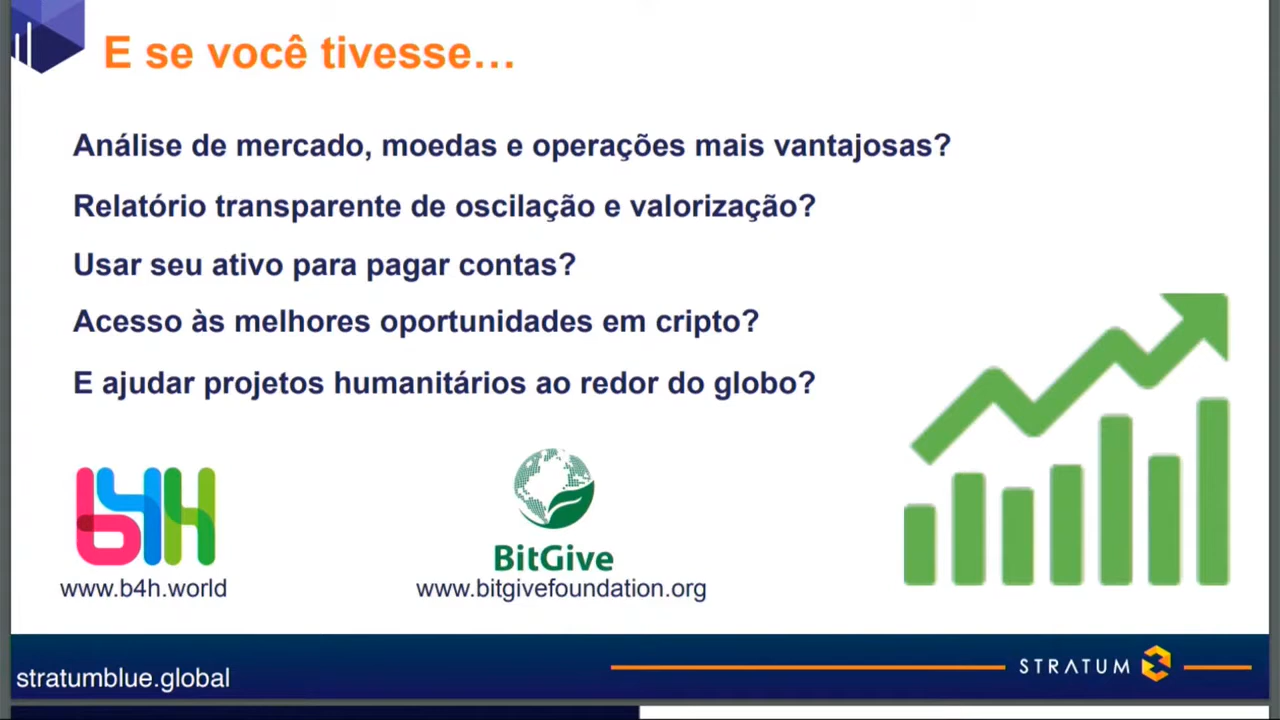 E se você tivesse...
Análise de mercado, moedas e operações mais vantajosas?
Relatório transparente de oscilação e valorização?
Usar seu ativo para pagar contas?
Acesso às melhores oportunidades em cripto?
E ajudar projetos humanitários ao redor do globo?
b4h
www.b4h.world
BitGive
www.bitgivefoundation.org
stratumblue.global
STRATUM